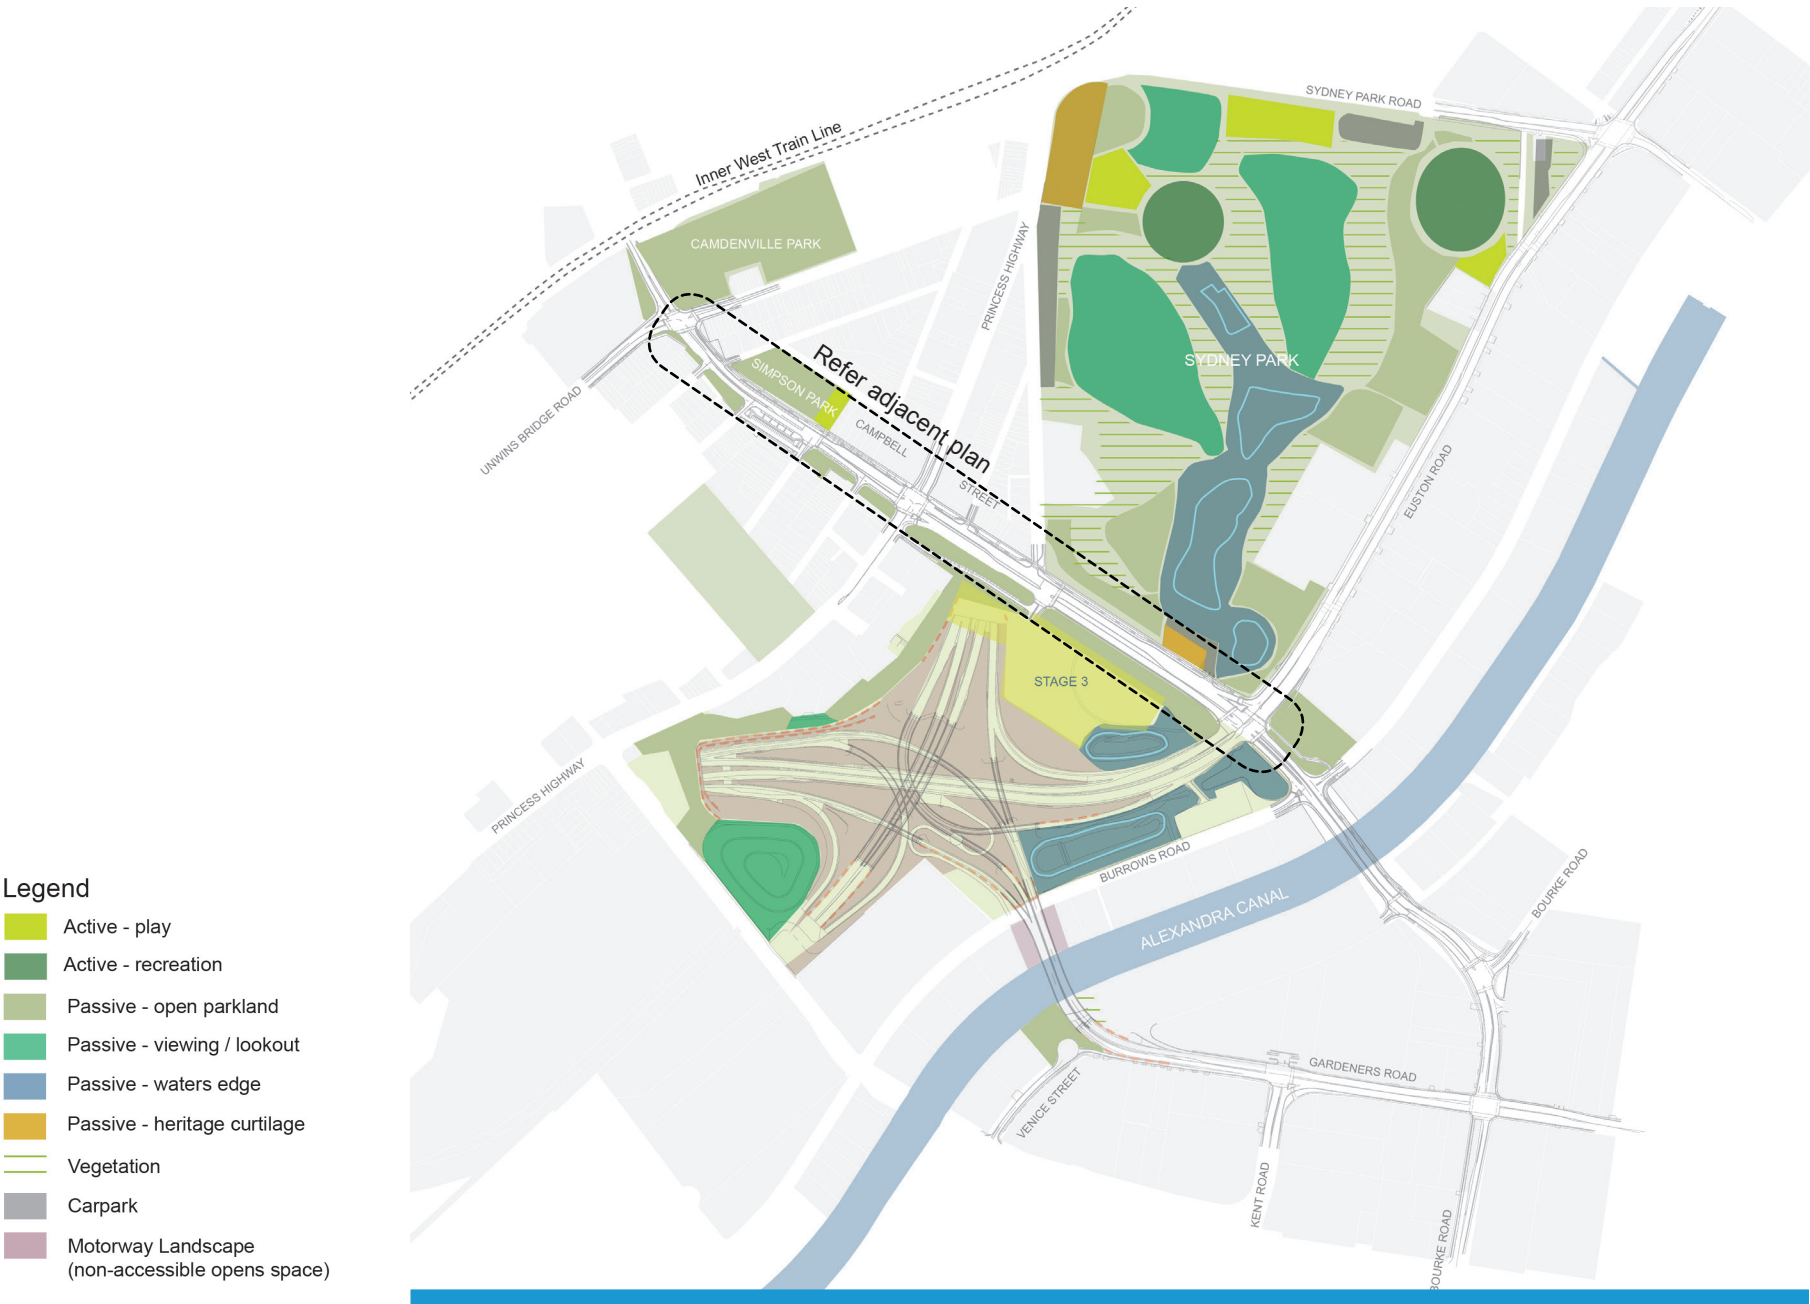 SYDNEY PARK ROAD
Inner West Train Line
CAMDENVILLE PARK
PRINCESS HIGHWAY
SYDNEY PARK
Refer adjacent plan
SIMPSON PARK
UNWINS BRIDGE ROAD
CAMPBELL
STREET
EUSTON ROAD
STAGE 3
PRINCESS HIGHWAY
BURROWS ROAD
ALEXANDRA CANAL
BOURKE ROAD
GARDENERS ROAD
VENICE STREET
KENT ROAD
BOURKE ROAD
Legend
Active - play
Active - recreation
Passive - open parkland
Passive - viewing / lookout
Passive - waters edge
Passive - heritage curtilage
Vegetation
Carpark
Motorway Landscape
(non-accessible opens space)